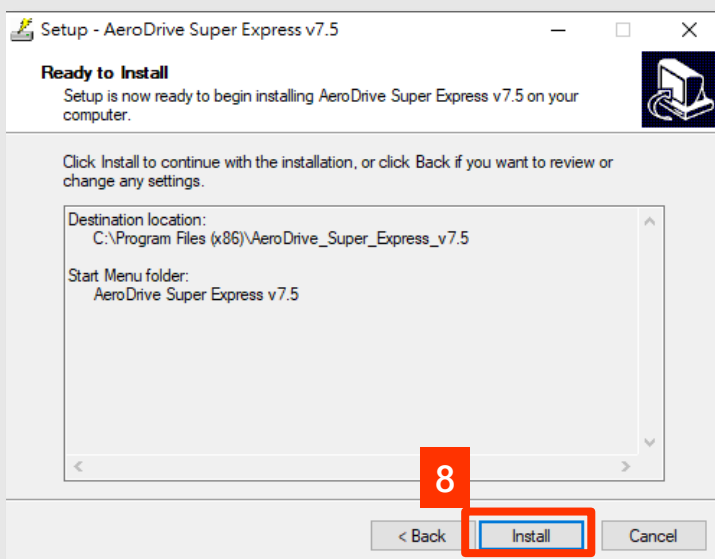 Setup - AeroDrive Super Express v7.5
Ready to Install
Setup is now ready to begin installing AeroDrive Super Express v7.5 on your
computer.
Click Install to continue with the installation, or click Back if you want to review or
change any settings.
Destination location:
C:\Program Files (x86)\AeroDrive_Super_Express_v7.5
Start Menu folder:
AeroDrive Super Express v7.5
8
< Back Install Cancel